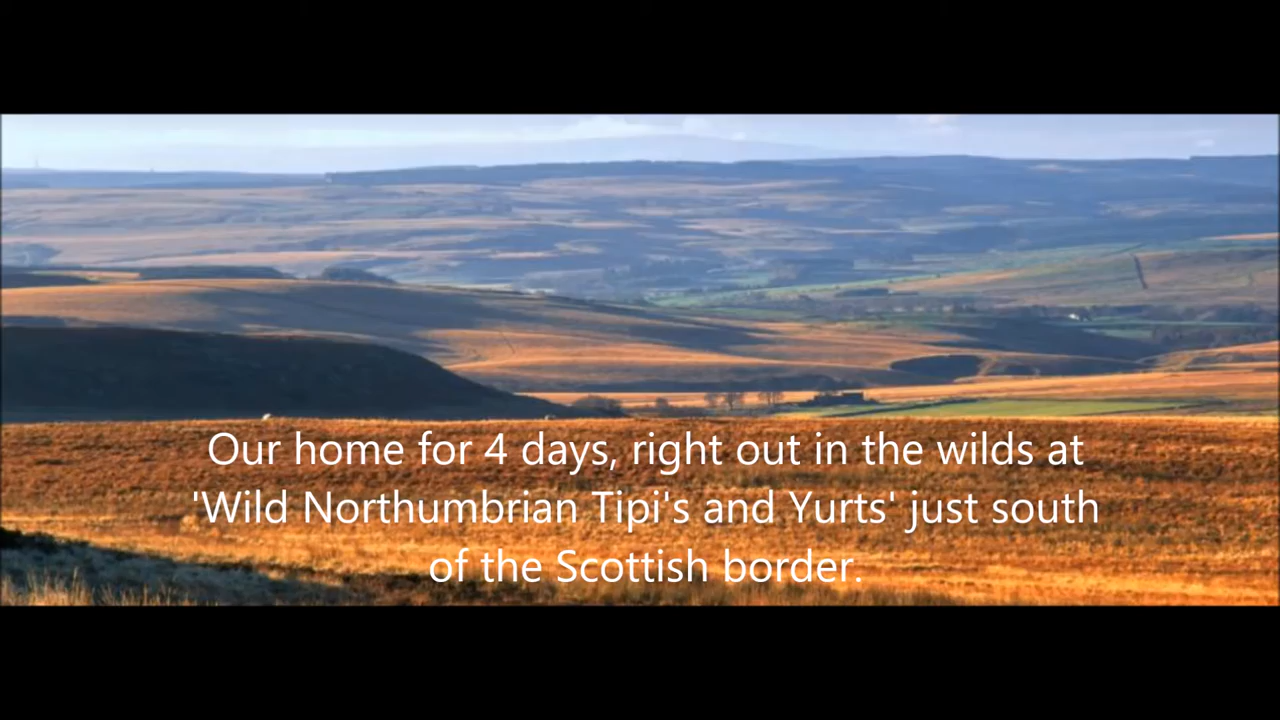 Our home for 4 days, right out in the wilds at
'Wild Northumbrian Tipi's and Yurts' just south
of the Scottish border.